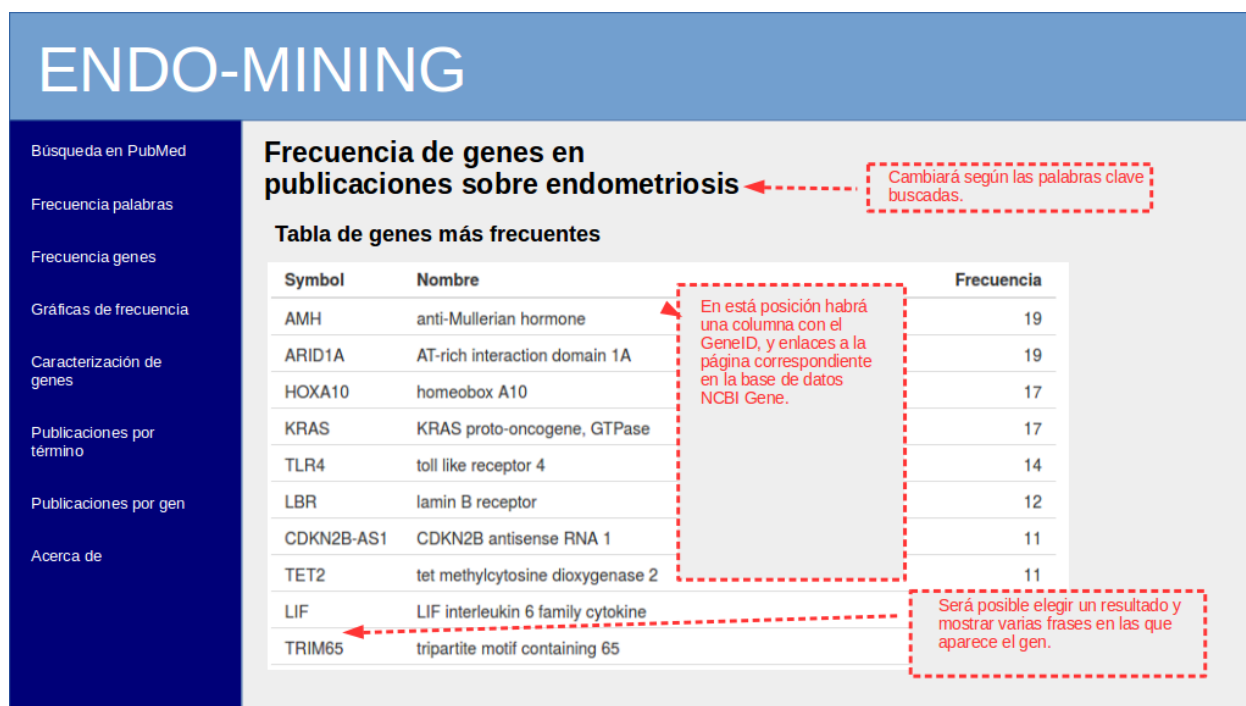 ENDO-MINING
Búsqueda en PubMed
Frecuencia palabras
Frecuencia genes
Gráficas de frecuencia
Caracterización de
genes
Publicaciones por
término
Publicaciones por gen
Acerca de
Frecuencia de genes en
publicaciones sobre endometriosis
Cambiará según las palabras clave
buscadas.
Tabla de genes más frecuentes
Symbol Nombre Frecuencia
AMH anti-Mullerian hormone 19
ARID1A AT-rich interaction domain 1A 19
HOXA10 homeobox A10 17
KRAS KRAS proto-oncogene, GTPase 17
TLR4 toll like receptor 4 14
LBR lamin B receptor 12
CDKN2B-AS1 CDKN2B antisense RNA 1 11
TET2 tet methylcytosine dioxygenase 2 11
LIF LIF interleukin 6 family cytokine
TRIM65 tripartite motif containing 65
En está posición habrá
una columna con el
GeneID, y enlaces a la
página correspondiente
en la base de datos
NCBI Gene.
Será posible elegir un resultado y
mostrar varias frases en las que
aparece el gen.